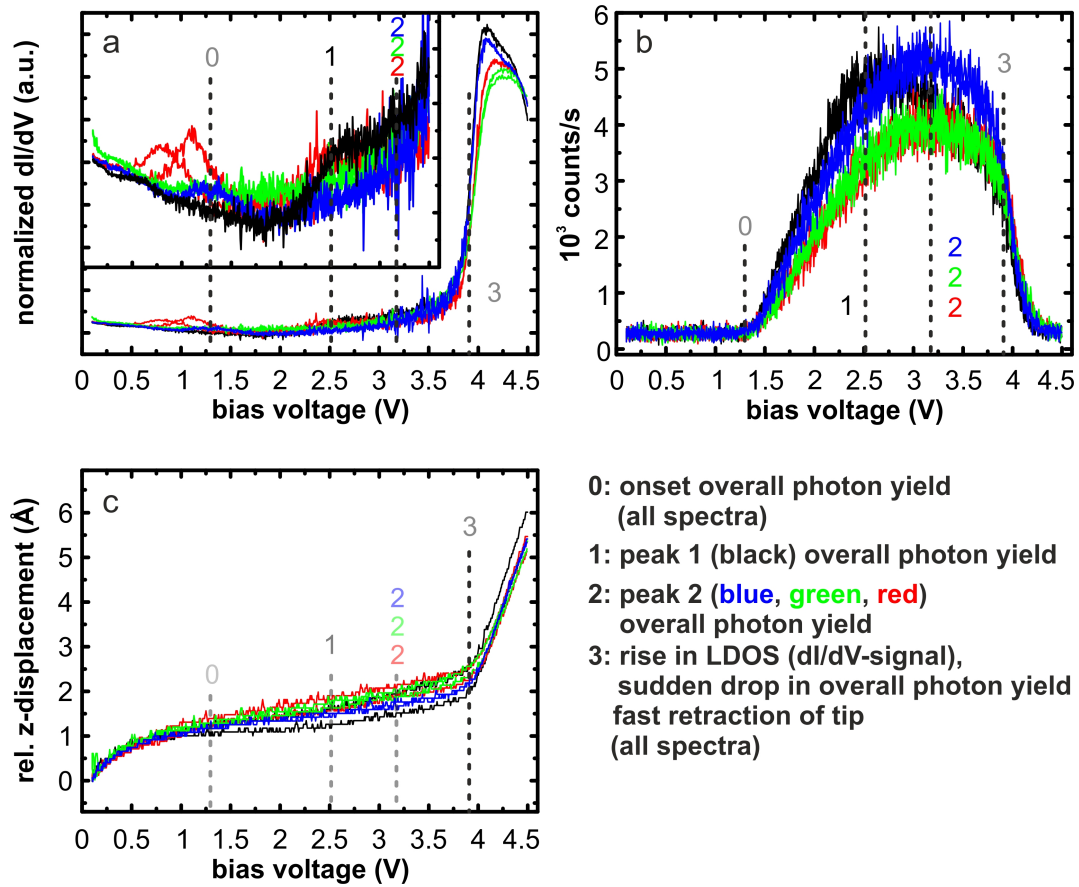 a
0
1
2
2
2
3
normalized dI/dV (a.u.)
0 0.5 1 1.5 2 2.5 3 3.5 4 4.5
bias voltage (V)
b
0
1
2
2
2
3
10³ counts/s
6
5
4
3
2
1
0
0 0.5 1 1.5 2 2.5 3 3.5 4 4.5
bias voltage (V)
c
0
1
2
2
2
3
rel. z-displacement (Å)
6
5
4
3
2
1
0
0 0.5 1 1.5 2 2.5 3 3.5 4 4.5
bias voltage (V)
0: onset overall photon yield
(all spectra)
1: peak 1 (black) overall photon yield
2: peak 2 (blue, green, red)
overall photon yield
3: rise in LDOS (dI/dV-signal),
sudden drop in overall photon yield
fast retraction of tip
(all spectra)